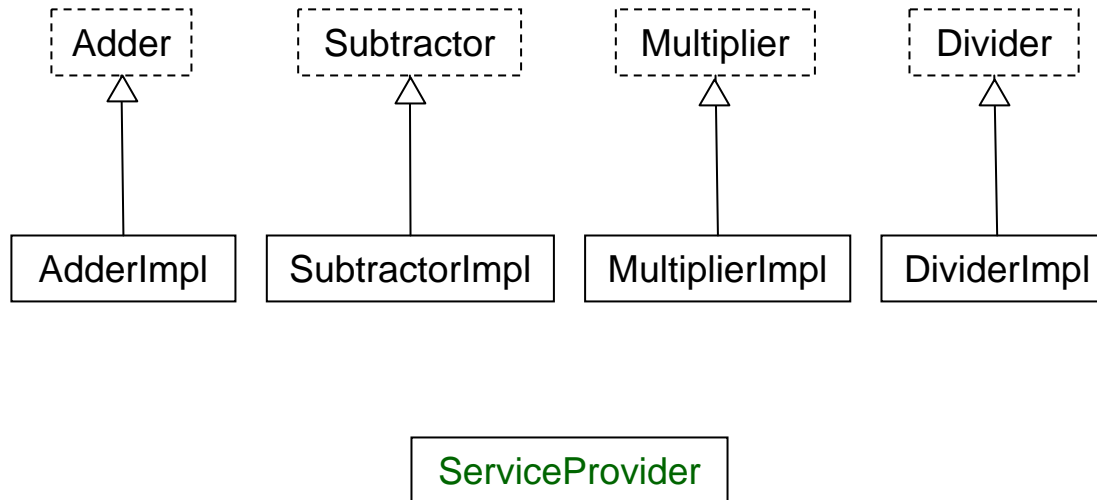 Adder
Subtractor
Multiplier
Divider
AdderImpl
SubtractorImpl
MultiplierImpl
DividerImpl
ServiceProvider